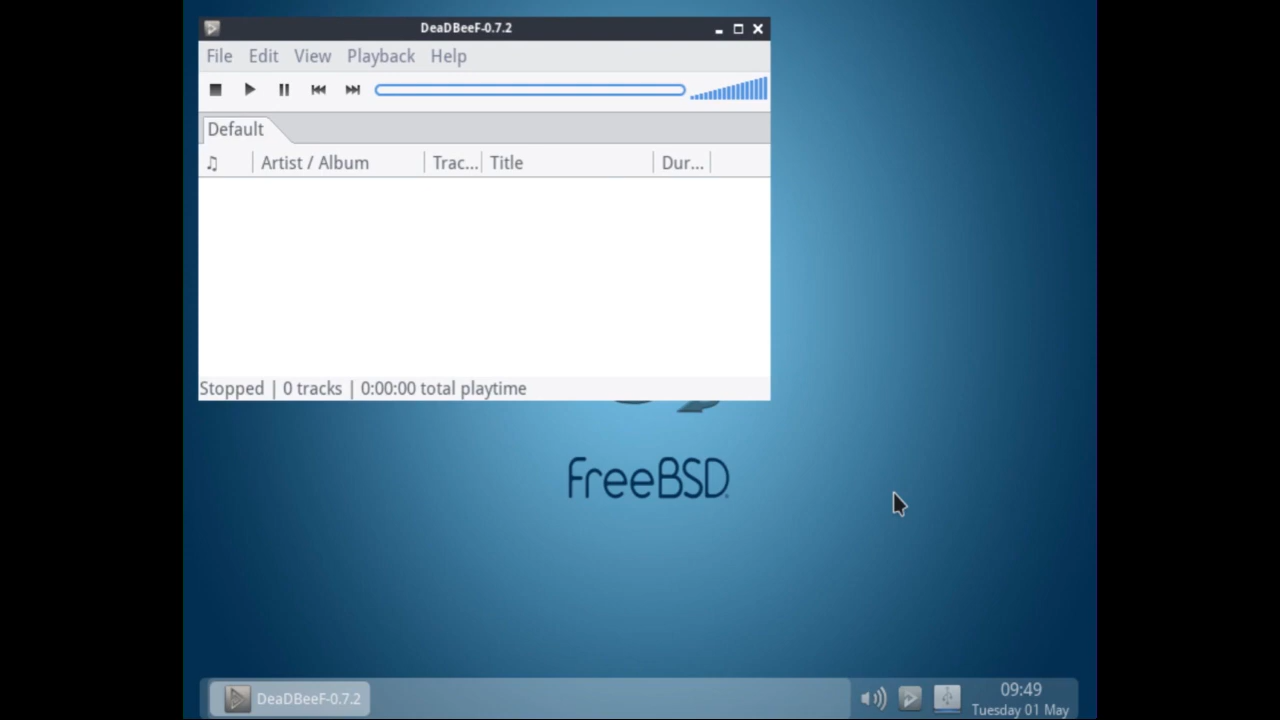 DeaDBeeF-0.7.2
File Edit View Playback Help
Default
Artist / Album Trac... Title Dur...
Stopped | 0 tracks | 0:00:00 total playtime
FreeBSD
DeaDBeeF-0.7.2
09:49
Tuesday 01 May